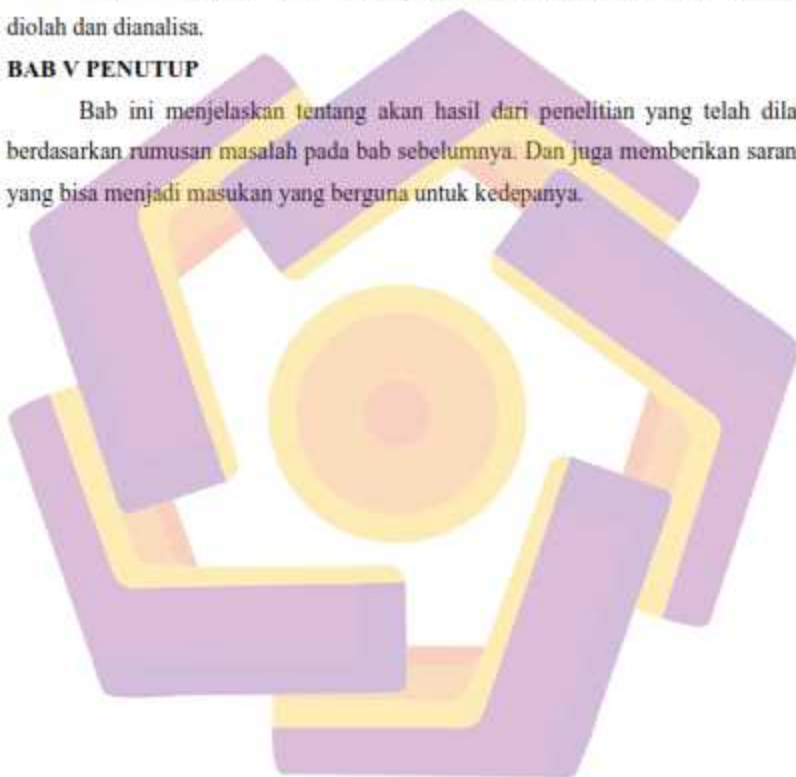 diolah dan dianalisa.
BAB V PENUTUP
Bab ini menjelaskan tentang akan hasil dari penelitian yang telah dila
berdasarkan rumusan masalah pada bab sebelumnya. Dan juga memberikan saran
yang bisa menjadi masukan yang berguna untuk kedepanya.